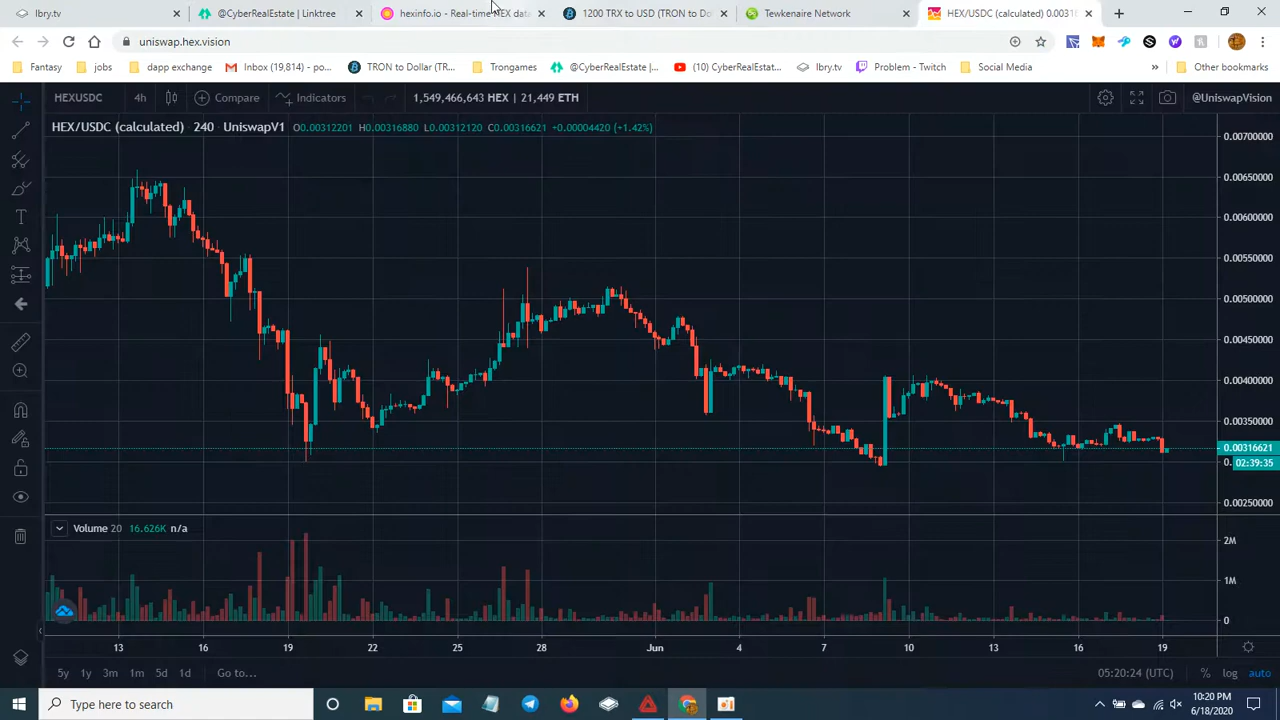 lbry.tv
@CyberRealEstate | Linktree
hexinfo.io - Real-time HEX data
1200 TRX to USD (TRON to Do
Tewkenaire Network
HEX/USDC (calculated) 0.00316
uniswap.hex.vision
Fantasy
jobs
dapp exchange
Inbox (19,814) - po...
TRON to Dollar (TR...
Trongames
@CyberRealEstate |...
(10) CyberRealEstat...
lbry.tv
Problem - Twitch
Social Media
»
Other bookmarks
HEXUSDC
4h
Compare
Indicators
1,549,466,643 HEX | 21,449 ETH
@UniswapVision
HEX/USDC (calculated) 240 UniswapV1 O0.00312201 H0.00316880 L0.00312120 C0.00316621 +0.00004420 (+1.42%)
0.00700000
0.00650000
0.00600000
0.00550000
0.00500000
0.00450000
0.00400000
0.00350000
0.00316621
02:39:35
0.00250000
Volume 20 16.626K n/a
2M
1M
0
13 16 19 22 25 28 Jun 4 7 10 13 16 19
5y 1y 3m 1m 5d 1d Go to...
05:20:24 (UTC) % log auto
Type here to search
10:20 PM
6/18/2020